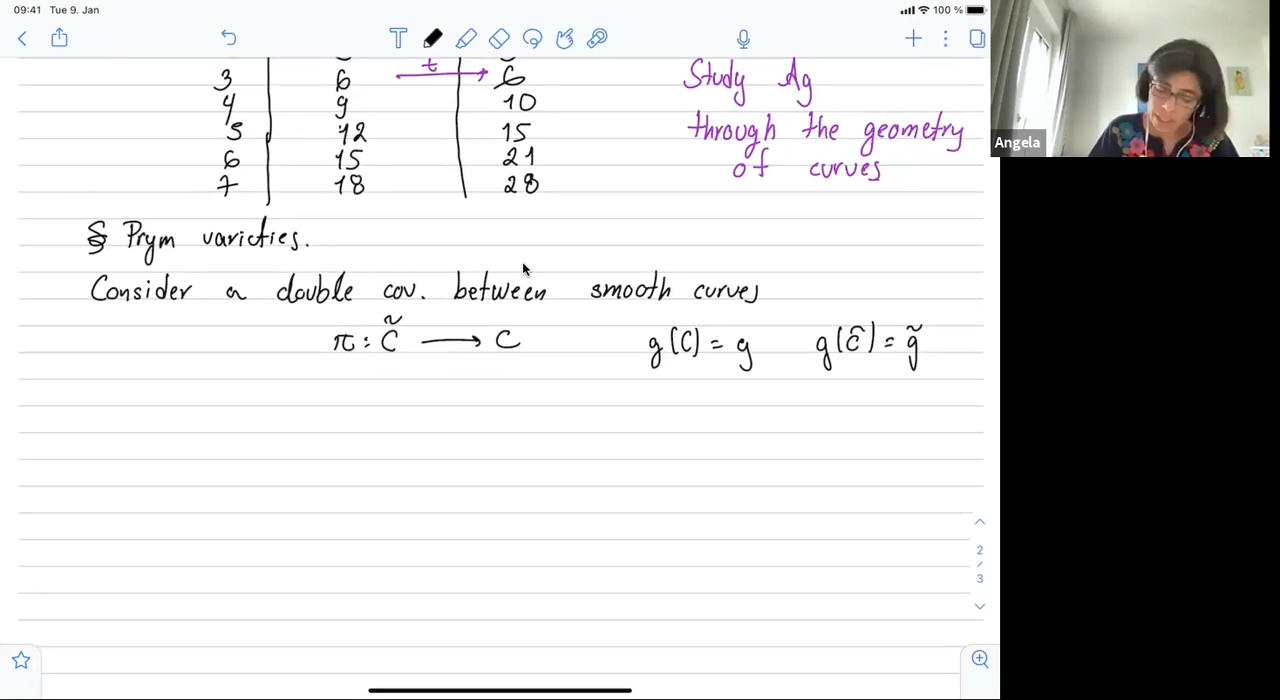 09:41 Tue 9. Jan
100 %
t
3 6 6
4 9 10
5 12 15
6 15 21
7 18 28
Study Ag
through the geometry
of curves
Angela
§ Prym varieties.
Consider a double cov. between smooth curves
π : C̃ ⟶ C g(C) = g g(C̃) = g̃
2
/
3